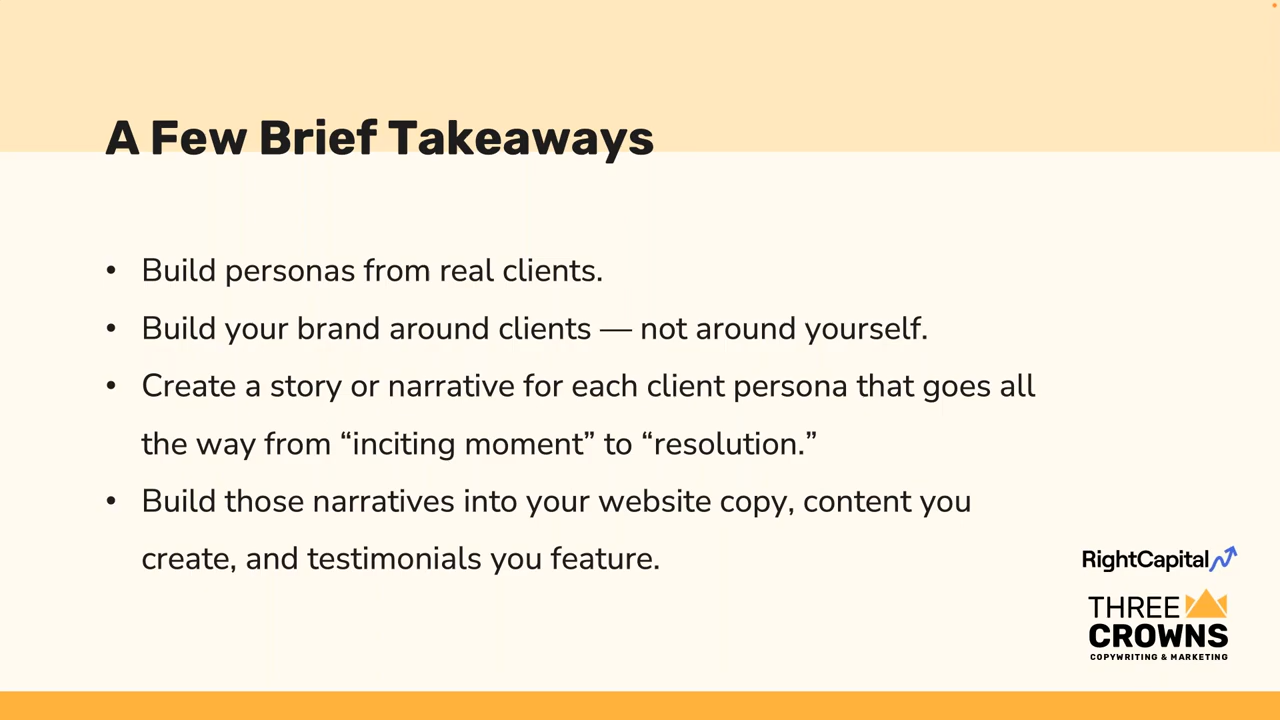 A Few Brief Takeaways
• Build personas from real clients.
• Build your brand around clients — not around yourself.
• Create a story or narrative for each client persona that goes all
the way from “inciting moment” to “resolution.”
• Build those narratives into your website copy, content you
create, and testimonials you feature.
RightCapital
THREE
CROWNS
COPYWRITING & MARKETING